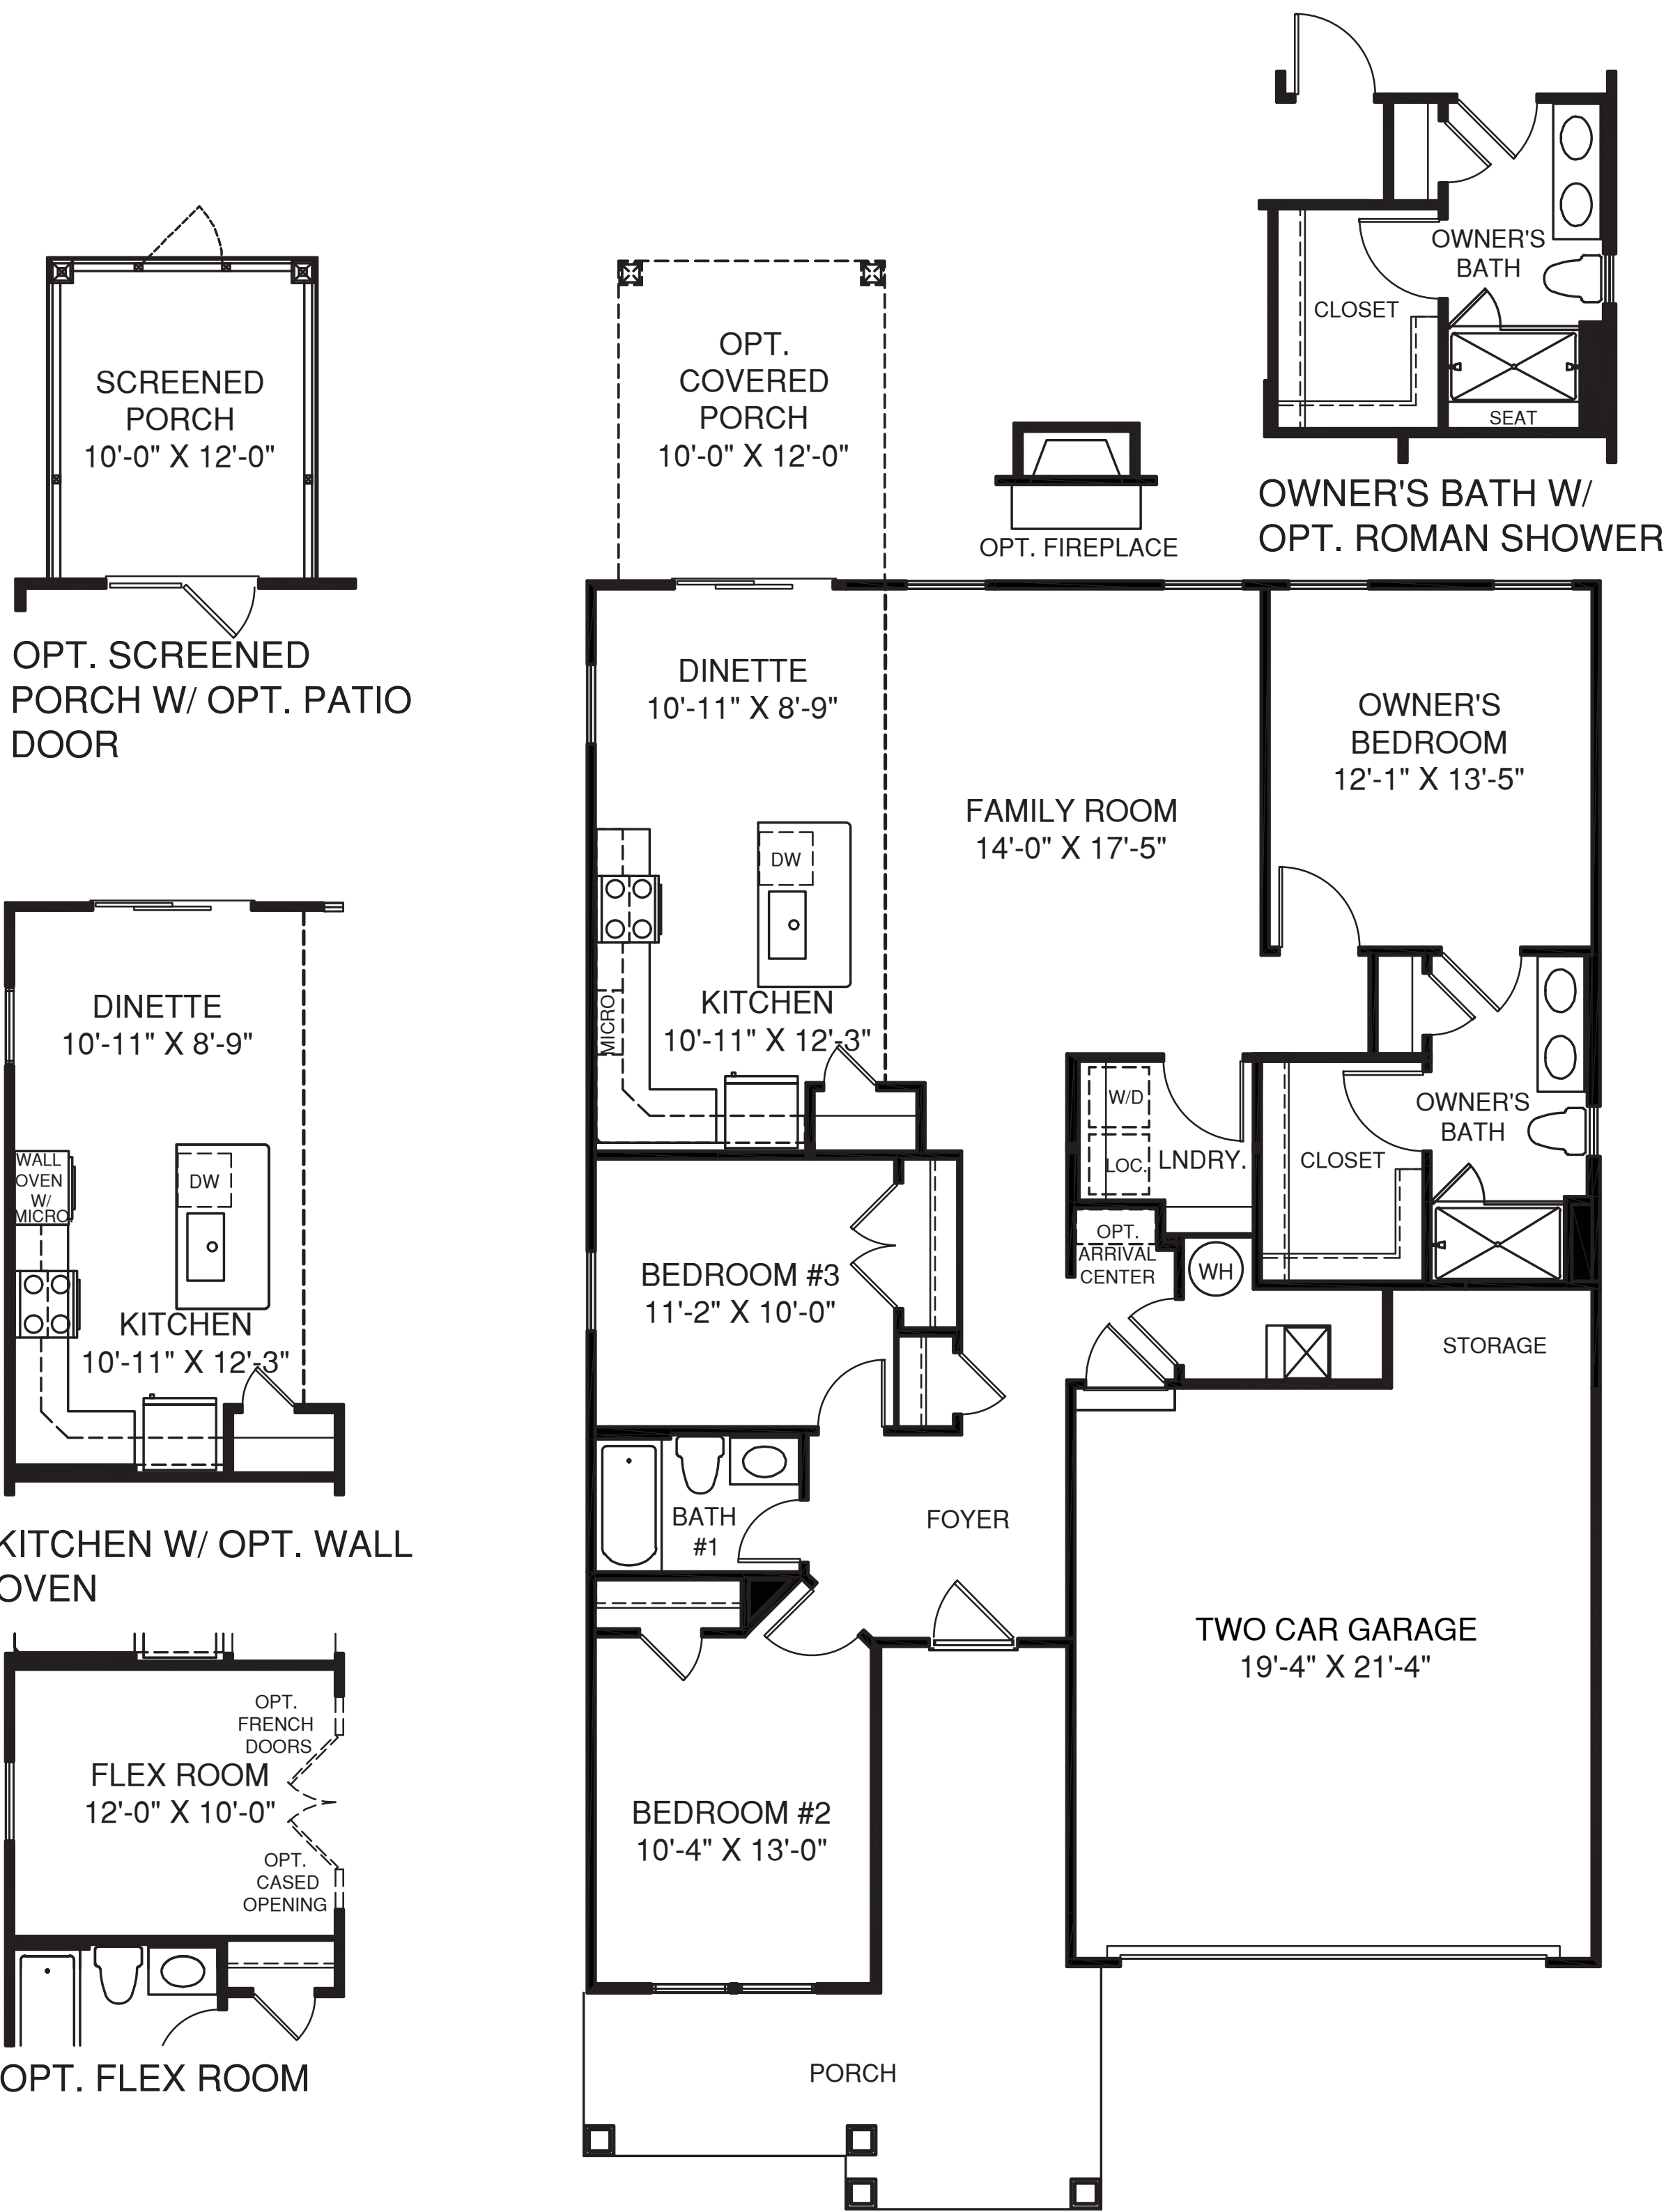 OWNER'S
BATH
CLOSET
SEAT
OWNER'S BATH W/
OPT. ROMAN SHOWER
SCREENED
PORCH
10'-0" X 12'-0"
OPT. SCREENED
PORCH W/ OPT. PATIO
DOOR
OPT.
COVERED
PORCH
10'-0" X 12'-0"
OPT. FIREPLACE
DINETTE
10'-11" X 8'-9"
FAMILY ROOM
14'-0" X 17'-5"
OWNER'S
BEDROOM
12'-1" X 13'-5"
DW
MICRO.
KITCHEN
10'-11" X 12'-3"
W/D
LOC.
LNDRY.
CLOSET
OWNER'S
BATH
OPT.
ARRIVAL
CENTER
WH
STORAGE
BEDROOM #3
11'-2" X 10'-0"
BATH
#1
FOYER
TWO CAR GARAGE
19'-4" X 21'-4"
BEDROOM #2
10'-4" X 13'-0"
PORCH
DINETTE
10'-11" X 8'-9"
WALL
OVEN
W/
MICRO.
DW
KITCHEN
10'-11" X 12'-3"
KITCHEN W/ OPT. WALL
OVEN
OPT.
FRENCH
DOORS
FLEX ROOM
12'-0" X 10'-0"
OPT.
CASED
OPENING
OPT. FLEX ROOM